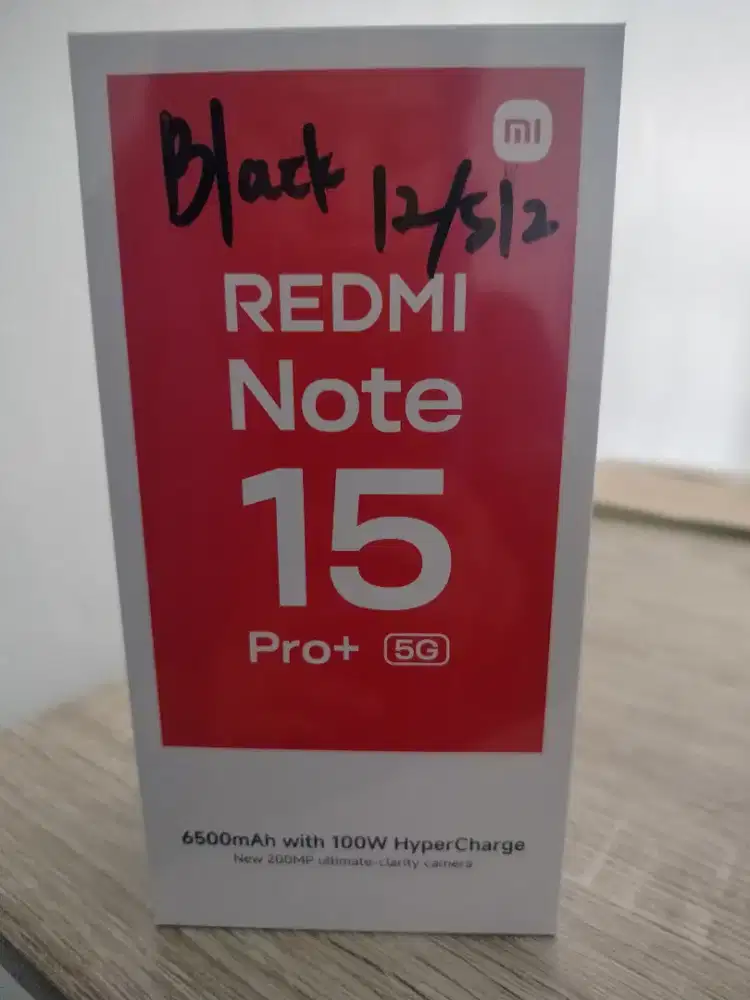 mi
Black 12/512
REDMI
Note
15
Pro+ 5G
6500mAh with 100W HyperCharge
New 200MP ultimate-clarity camera